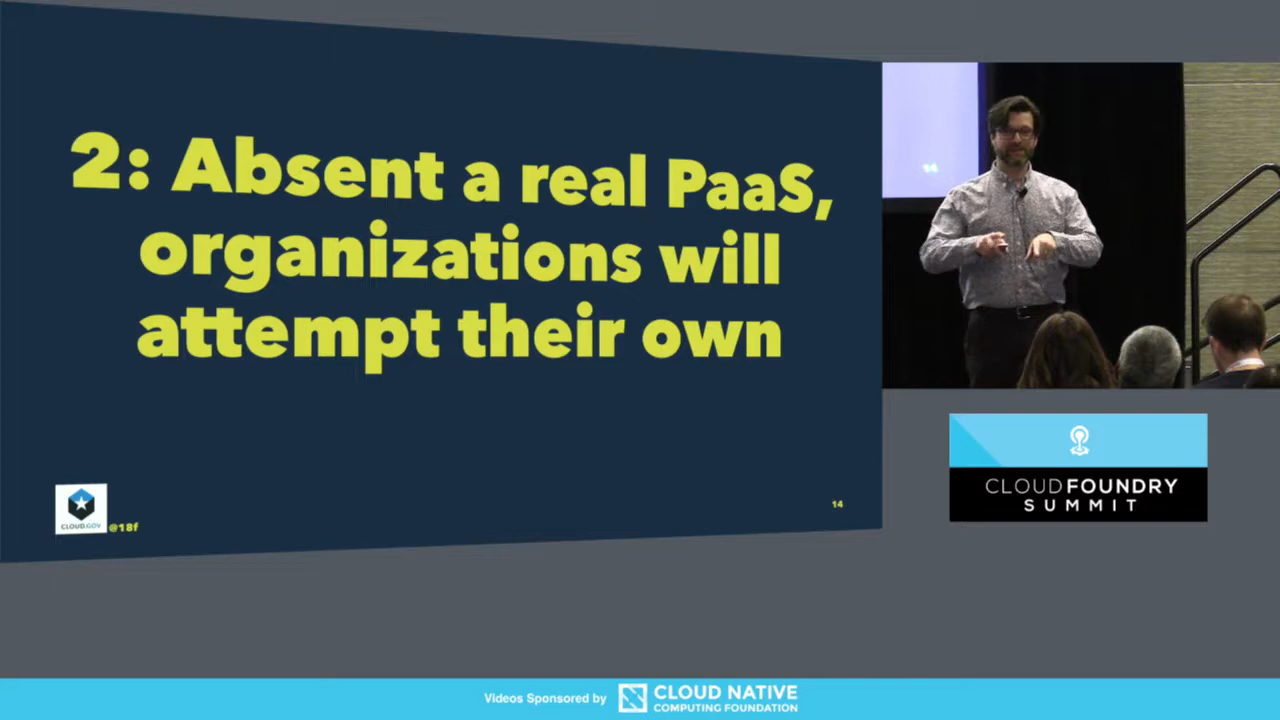 2: Absent a real PaaS,
organizations will
attempt their own
CLOUD.GOV
@18f
14
14
CLOUD FOUNDRY
SUMMIT
Videos Sponsored by
CLOUD NATIVE
COMPUTING FOUNDATION